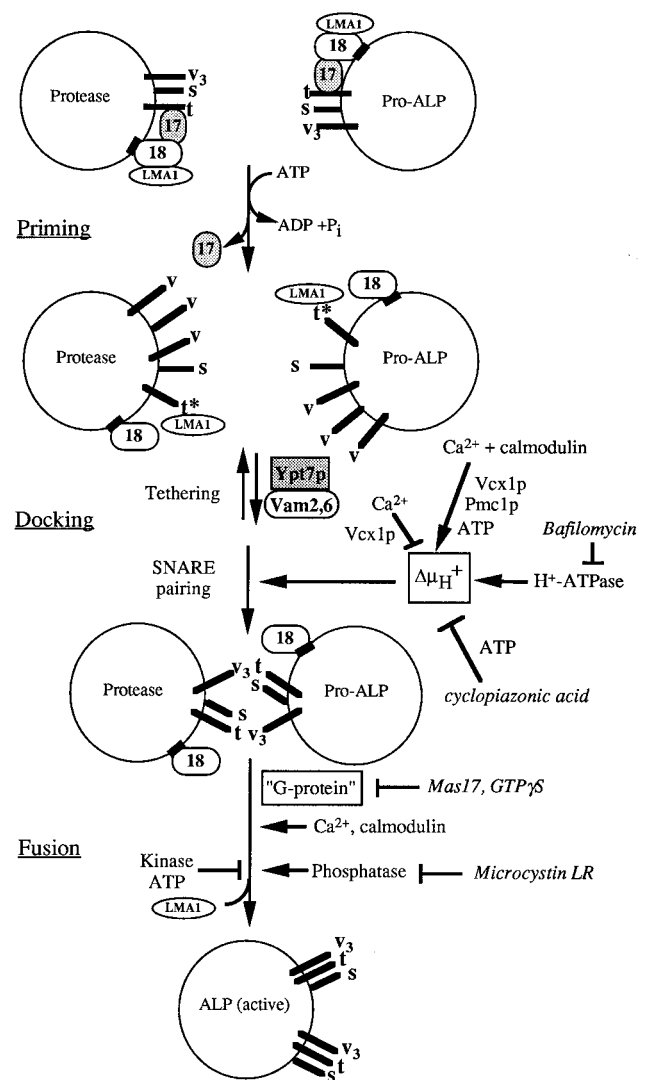 LMA1
18
17
t
s
v3
Pro-ALP
Protease
v3
s
t
17
18
LMA1
ATP
ADP +Pi
Priming
17
v
v
v
s
t*
Protease
18
LMA1
18
LMA1
t*
s
v
v
v
Pro-ALP
Tethering
Ypt7p
Vam2,6
Docking
SNARE
pairing
Ca2+ + calmodulin
Vcx1p
Pmc1p
ATP
Ca2+
Vcx1p
Bafilomycin
ΔμH+
H+-ATPase
ATP
cyclopiazonic acid
18
Protease
v3 t
s
Pro-ALP
s
t v3
18
"G-protein"
Mas17, GTPγS
Ca2+, calmodulin
Fusion
Kinase
ATP
Phosphatase
Microcystin LR
LMA1
v3
t
s
ALP (active)
v3
t
s